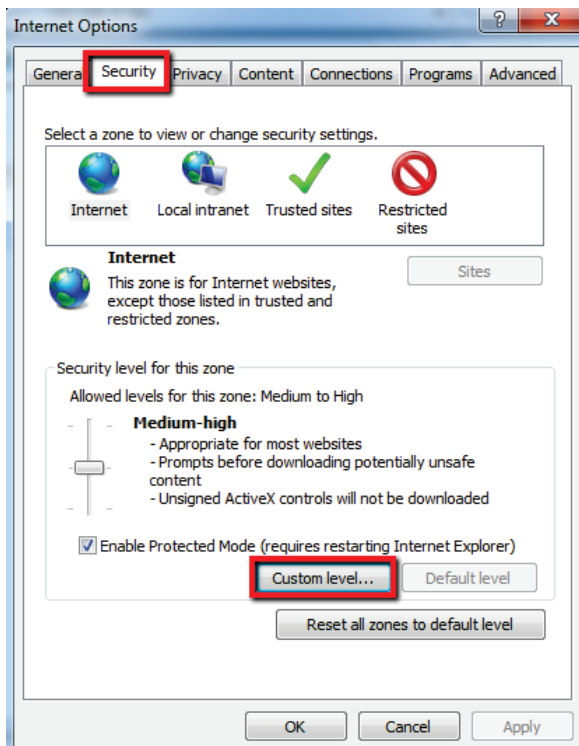 Internet Options
?
X
General Security Privacy Content Connections Programs Advanced
Select a zone to view or change security settings.
Internet Local intranet Trusted sites Restricted
sites
Internet
This zone is for Internet websites,
except those listed in trusted and
restricted zones.
Sites
Security level for this zone
Allowed levels for this zone: Medium to High
Medium-high
- Appropriate for most websites
- Prompts before downloading potentially unsafe
content
- Unsigned ActiveX controls will not be downloaded
Enable Protected Mode (requires restarting Internet Explorer)
Custom level... Default level
Reset all zones to default level
OK Cancel Apply